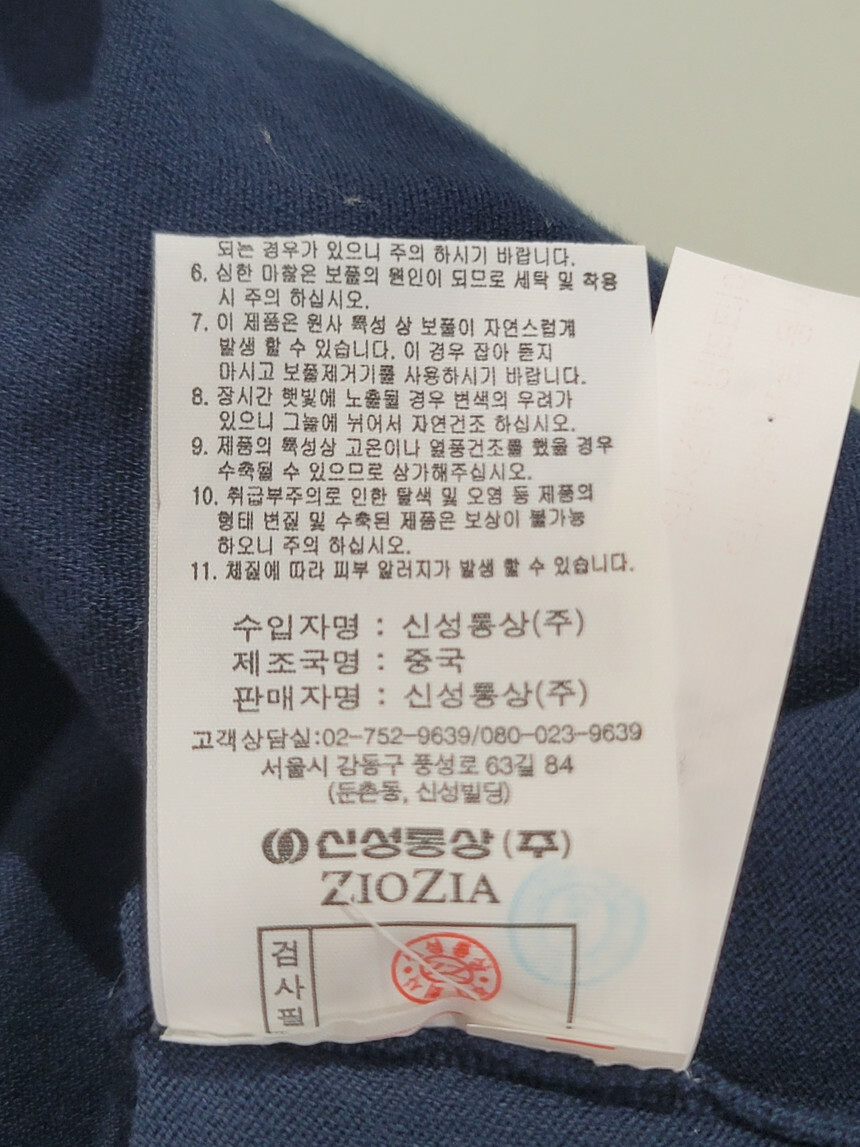 되는 경우가 있으니 주의 하시기 바랍니다.
6. 심한 마찰은 보풀의 원인이 되므로 세탁 및 착용
시 주의 하십시오.
7. 이 제품은 원사 특성 상 보풀이 자연스럽게
발생 할 수 있습니다. 이 경우 잡아 뜯지
마시고 보풀제거기를 사용하시기 바랍니다.
8. 장시간 햇빛에 노출될 경우 변색의 우려가
있으니 그늘에 뉘어서 자연건조 하십시오.
9. 제품의 특성상 고온이나 열풍건조를 했을 경우
수축될 수 있으므로 삼가해주십시오.
10. 취급부주의로 인한 탈색 및 오염 등 제품의
형태 변질 및 수축된 제품은 보상이 불가능
하오니 주의 하십시오.
11. 체질에 따라 피부 알러지가 발생 할 수 있습니다.
수입자명 : 신성통상(주)
제조국명 : 중국
판매자명 : 신성통상(주)
고객상담실:02-752-9639/080-023-9639
서울시 강동구 풍성로 63길 84
(둔촌동, 신성빌딩)
신성통상(주)
ZIOZIA
검사필